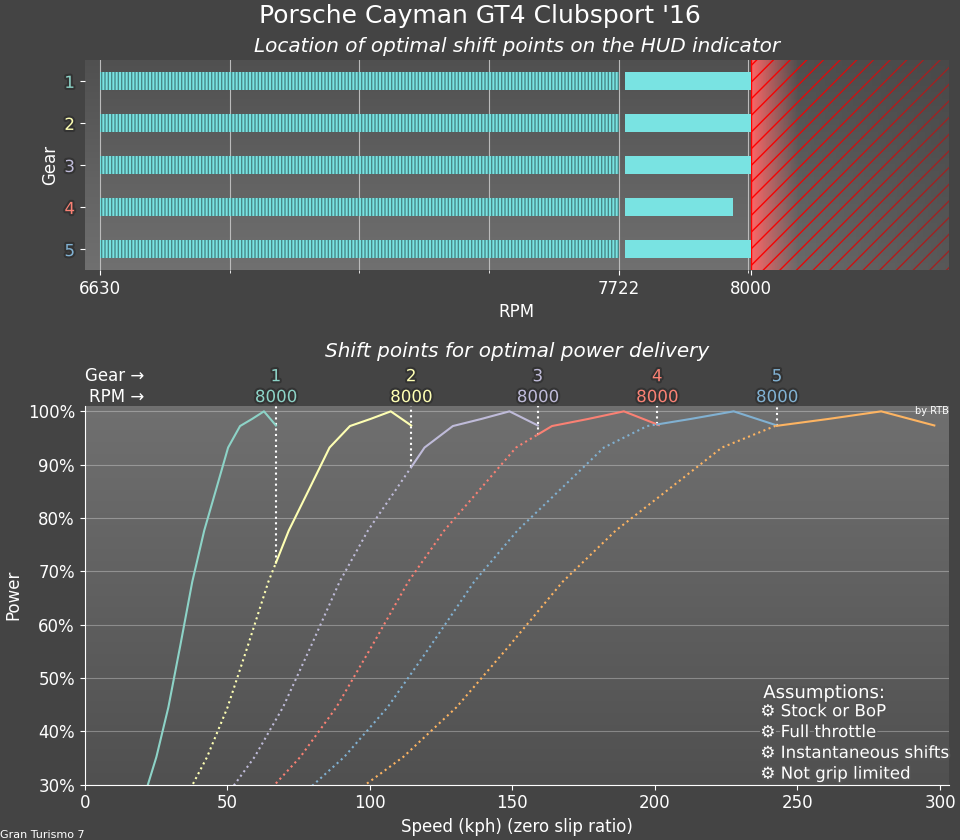 Porsche Cayman GT4 Clubsport '16
Location of optimal shift points on the HUD indicator
Gear
1
2
3
4
5
6630 7722 8000
RPM
Shift points for optimal power delivery
Gear → 1 2 3 4 5
RPM → 8000 8000 8000 8000 8000
by RTB
Power
100%
90%
80%
70%
60%
50%
40%
30%
Assumptions:
⚙ Stock or BoP
⚙ Full throttle
⚙ Instantaneous shifts
⚙ Not grip limited
0 50 100 150 200 250 300
Speed (kph) (zero slip ratio)
Gran Turismo 7